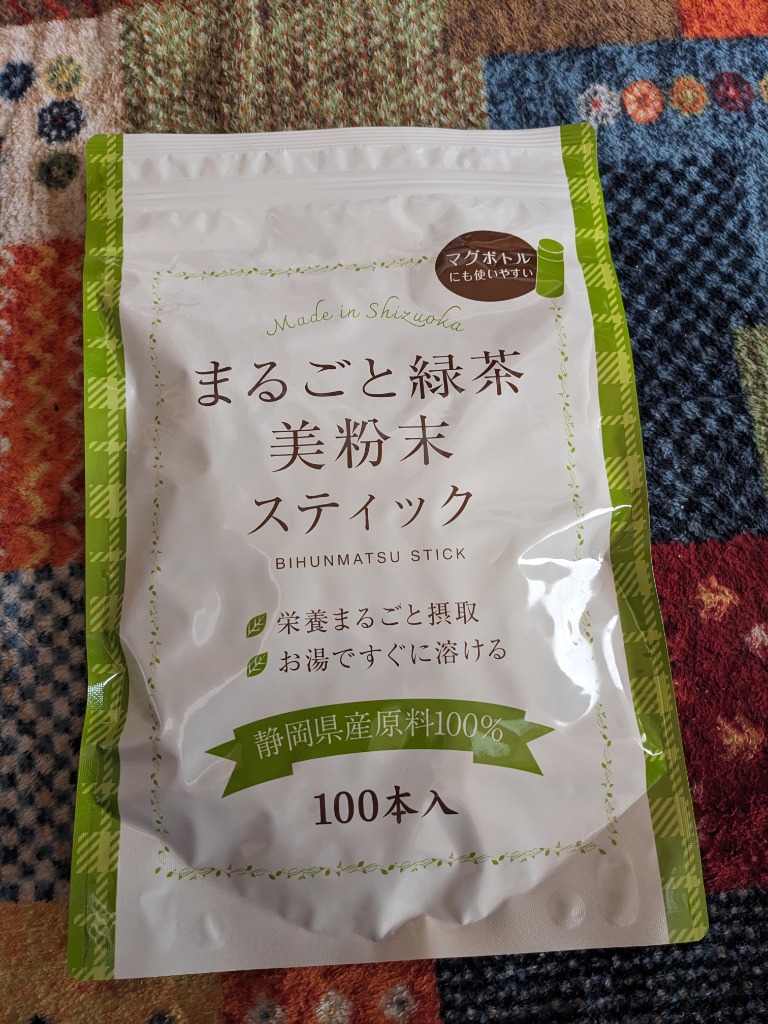 マグボトル
にも使いやすい
Made in Shizuoka
まるごと緑茶
美粉末
スティック
BIHUNMATSU STICK
栄養まるごと摂取
お湯ですぐに溶ける
静岡県産原料100%
100本入